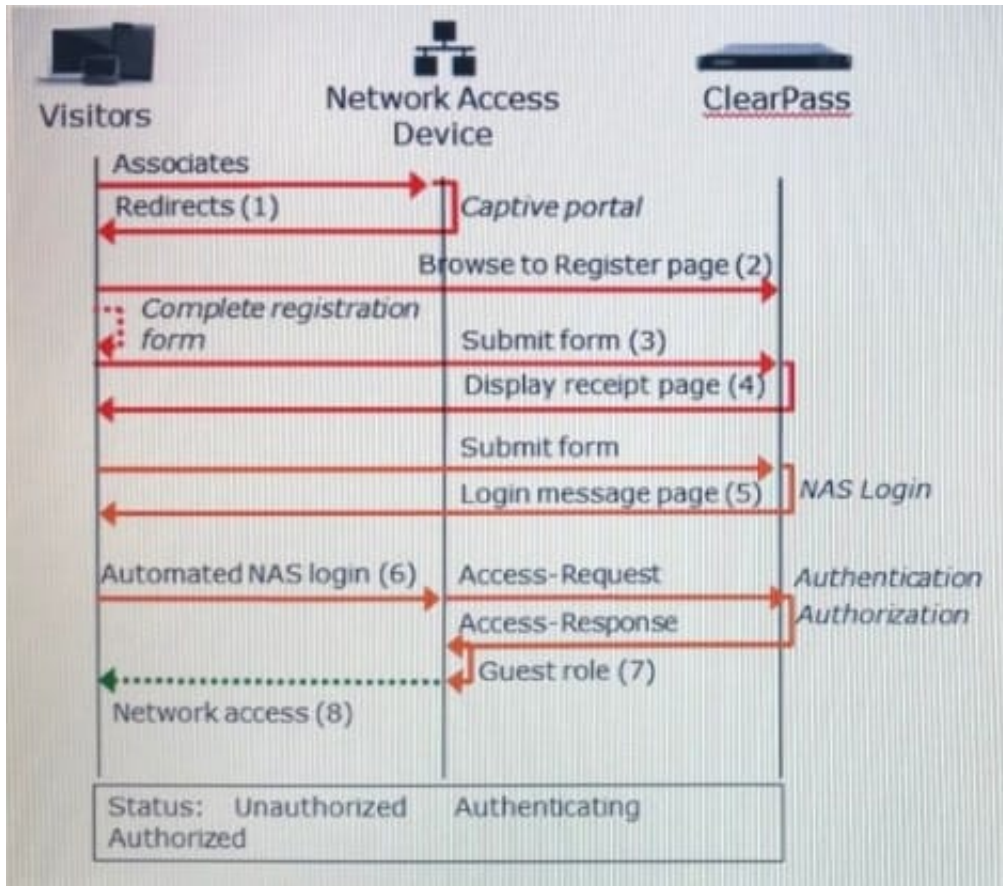 Visitors
Network Access
Device
ClearPass
Associates
Redirects (1)
Captive portal
Browse to Register page (2)
Complete registration
form
Submit form (3)
Display receipt page (4)
Submit form
Login message page (5)
NAS Login
Automated NAS login (6)
Access-Request
Authentication
Access-Response
Authorization
Guest role (7)
Network access (8)
Status: Unauthorized Authenticating
Authorized